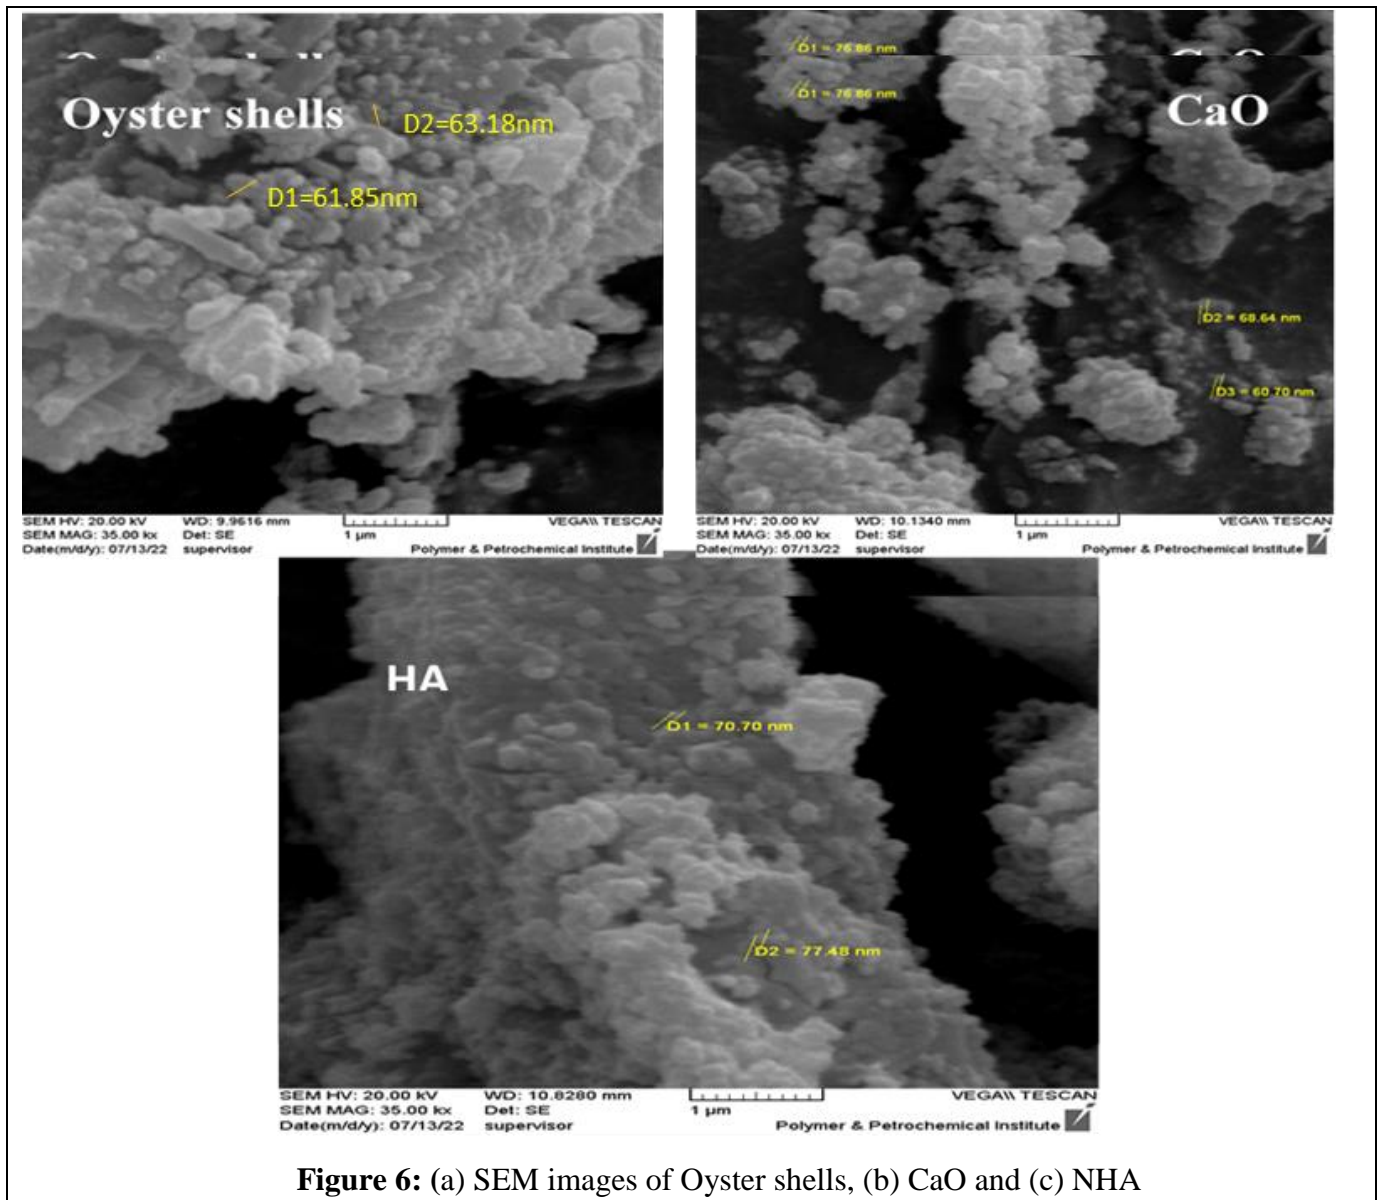 Oyster shells
D2=63.18nm
D1=61.85nm
SEM HV: 20.00 kV WD: 9.9616 mm VEGA\\ TESCAN
SEM MAG: 35.00 kx Det: SE 1 µm
Date(m/d/y): 07/13/22 supervisor Polymer & Petrochemical Institute
D1 = 76.86 nm
D1 = 76.86 nm
CaO
D2 = 68.64 nm
D3 = 60.70 nm
SEM HV: 20.00 kV WD: 10.1340 mm VEGA\\ TESCAN
SEM MAG: 35.00 kx Det: SE 1 µm
Date(m/d/y): 07/13/22 supervisor Polymer & Petrochemical Institute
HA
D1 = 70.70 nm
D2 = 77.48 nm
SEM HV: 20.00 kV WD: 10.8280 mm VEGA\\ TESCAN
SEM MAG: 35.00 kx Det: SE 1 µm
Date(m/d/y): 07/13/22 supervisor Polymer & Petrochemical Institute
Figure 6: (a) SEM images of Oyster shells, (b) CaO and (c) NHA